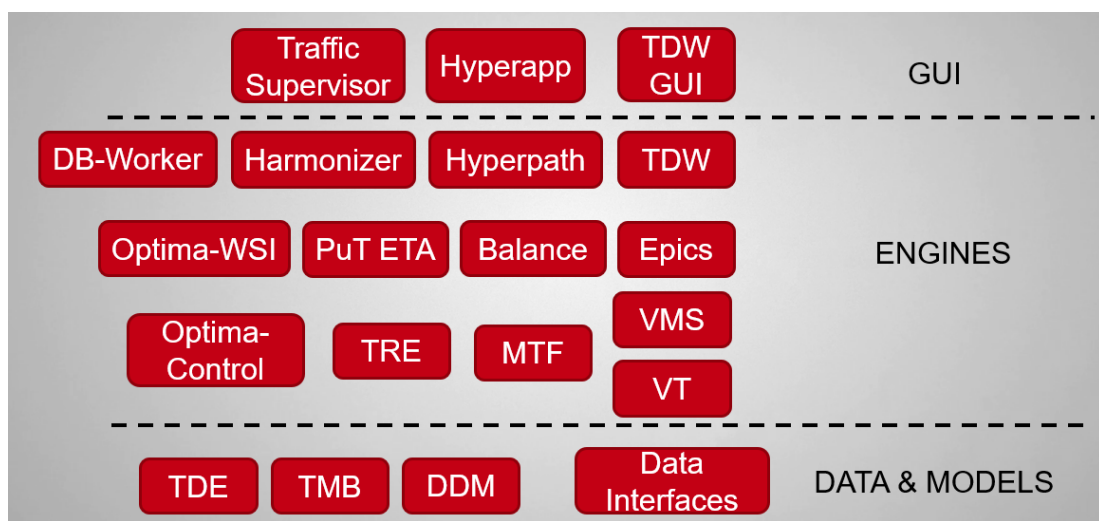 Traffic
Supervisor
Hyperapp
TDW
GUI
GUI
DB-Worker
Harmonizer
Hyperpath
TDW
Optima-WSI
PuT ETA
Balance
Epics
ENGINES
Optima-
Control
TRE
MTF
VMS
VT
TDE
TMB
DDM
Data
Interfaces
DATA & MODELS